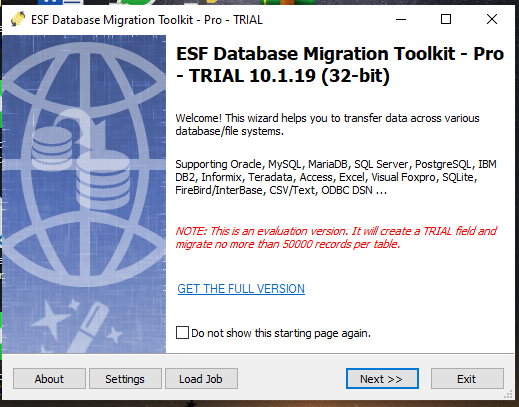 ESF Database Migration Toolkit - Pro - TRIAL
ESF Database Migration Toolkit - Pro
- TRIAL 10.1.19 (32-bit)
Welcome! This wizard helps you to transfer data across various
database/file systems.
Supporting Oracle, MySQL, MariaDB, SQL Server, PostgreSQL, IBM
DB2, Informix, Teradata, Access, Excel, Visual Foxpro, SQLite,
FireBird/InterBase, CSV/Text, ODBC DSN ...
NOTE: This is an evaluation version. It will create a TRIAL field and
migrate no more than 50000 records per table.
GET THE FULL VERSION
Do not show this starting page again.
About Settings Load Job Next >> Exit